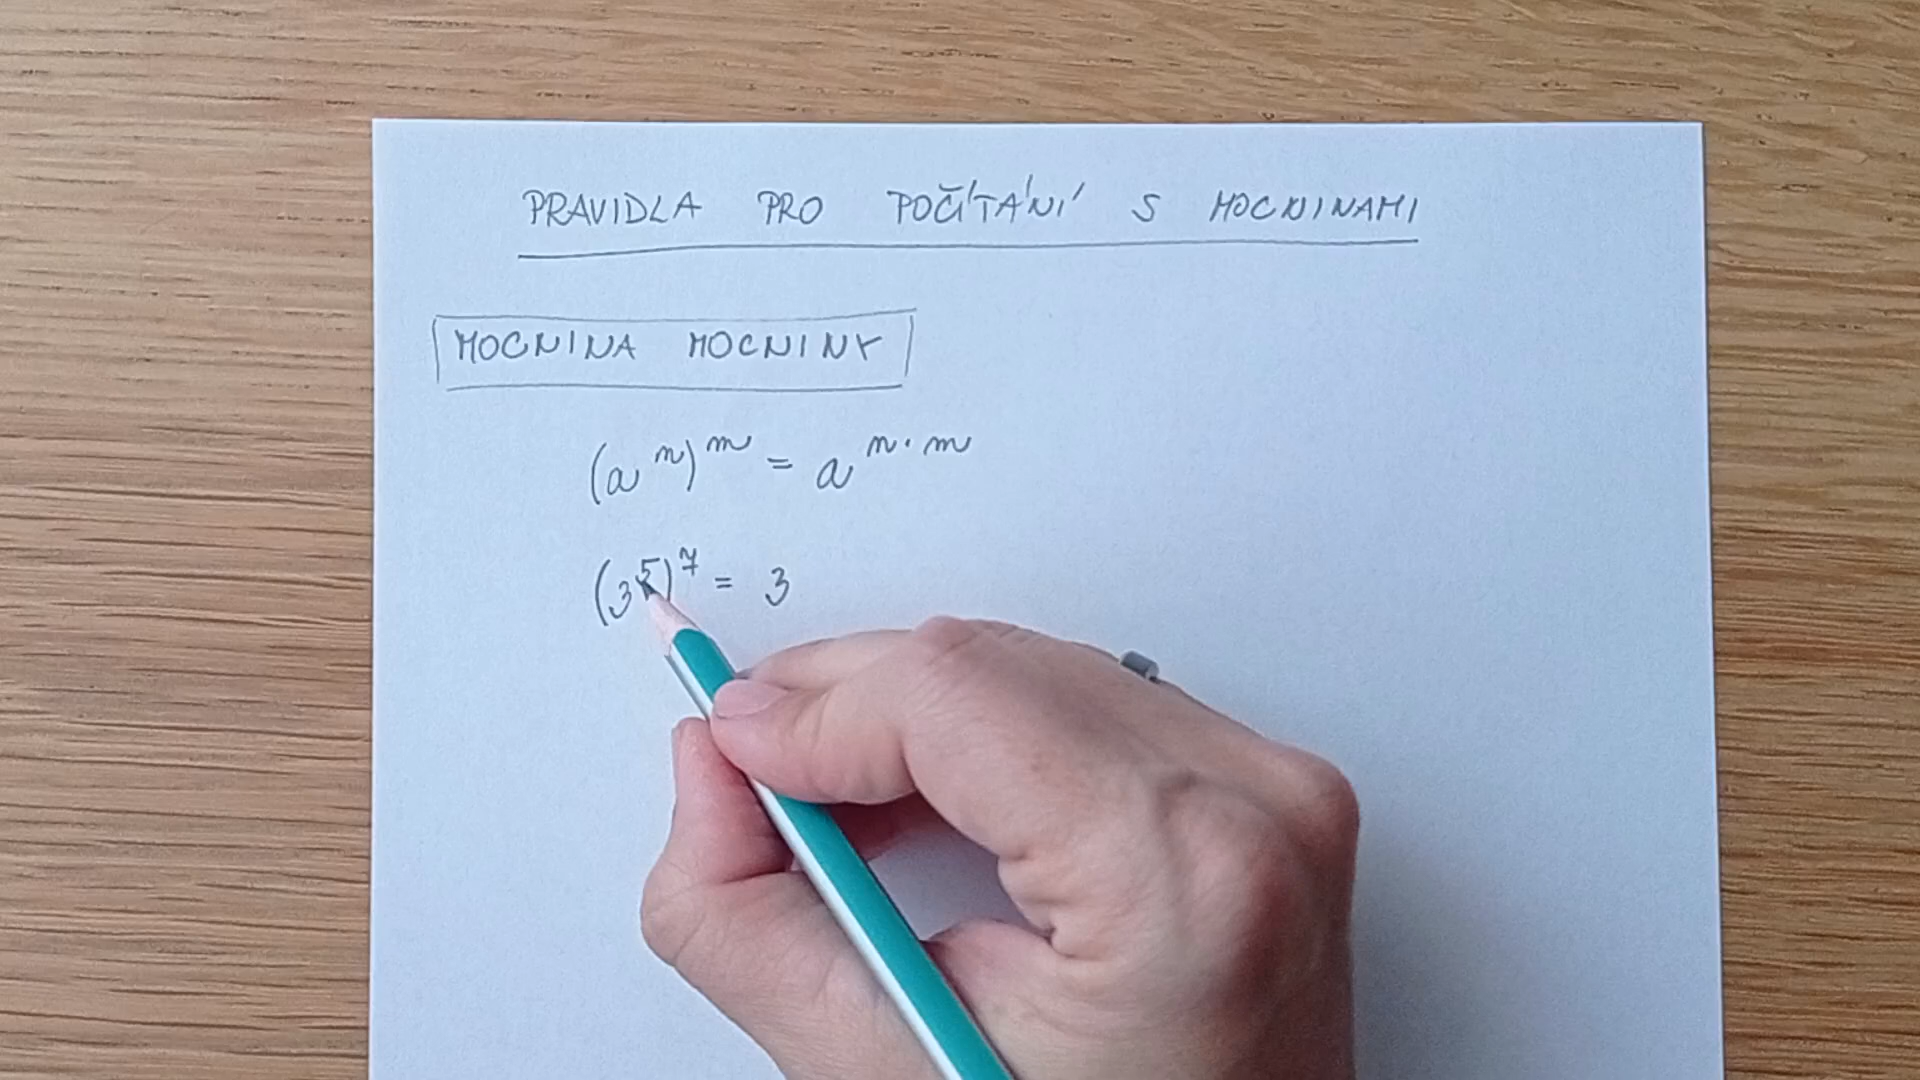 PRAVIDLA PRO POČÍTÁNÍ S MOCNINAMI
MOCNINA MOCNINY
(a^n)^m = a^{n·m}
(3^5)^7 = 3